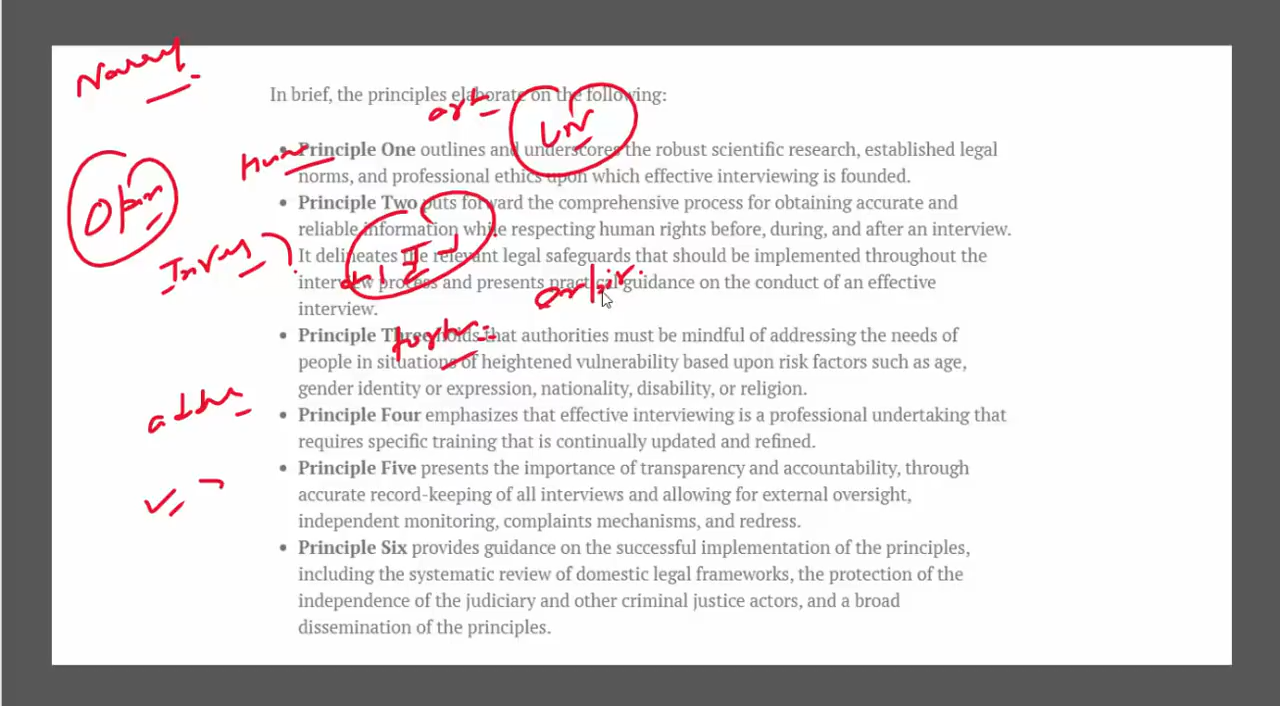 In brief, the principles elaborate on the following:
UN
• Principle One outlines and underscores the robust scientific research, established legal
norms, and professional ethics upon which effective interviewing is founded.
• Principle Two puts forward the comprehensive process for obtaining accurate and
reliable information while respecting human rights before, during, and after an interview.
It delineates the relevant legal safeguards that should be implemented throughout the
interview process and presents practical guidance on the conduct of an effective
interview.
• Principle Three holds that authorities must be mindful of addressing the needs of
people in situations of heightened vulnerability based upon risk factors such as age,
gender identity or expression, nationality, disability, or religion.
• Principle Four emphasizes that effective interviewing is a professional undertaking that
requires specific training that is continually updated and refined.
• Principle Five presents the importance of transparency and accountability, through
accurate record-keeping of all interviews and allowing for external oversight,
independent monitoring, complaints mechanisms, and redress.
• Principle Six provides guidance on the successful implementation of the principles,
including the systematic review of domestic legal frameworks, the protection of the
independence of the judiciary and other criminal justice actors, and a broad
dissemination of the principles.